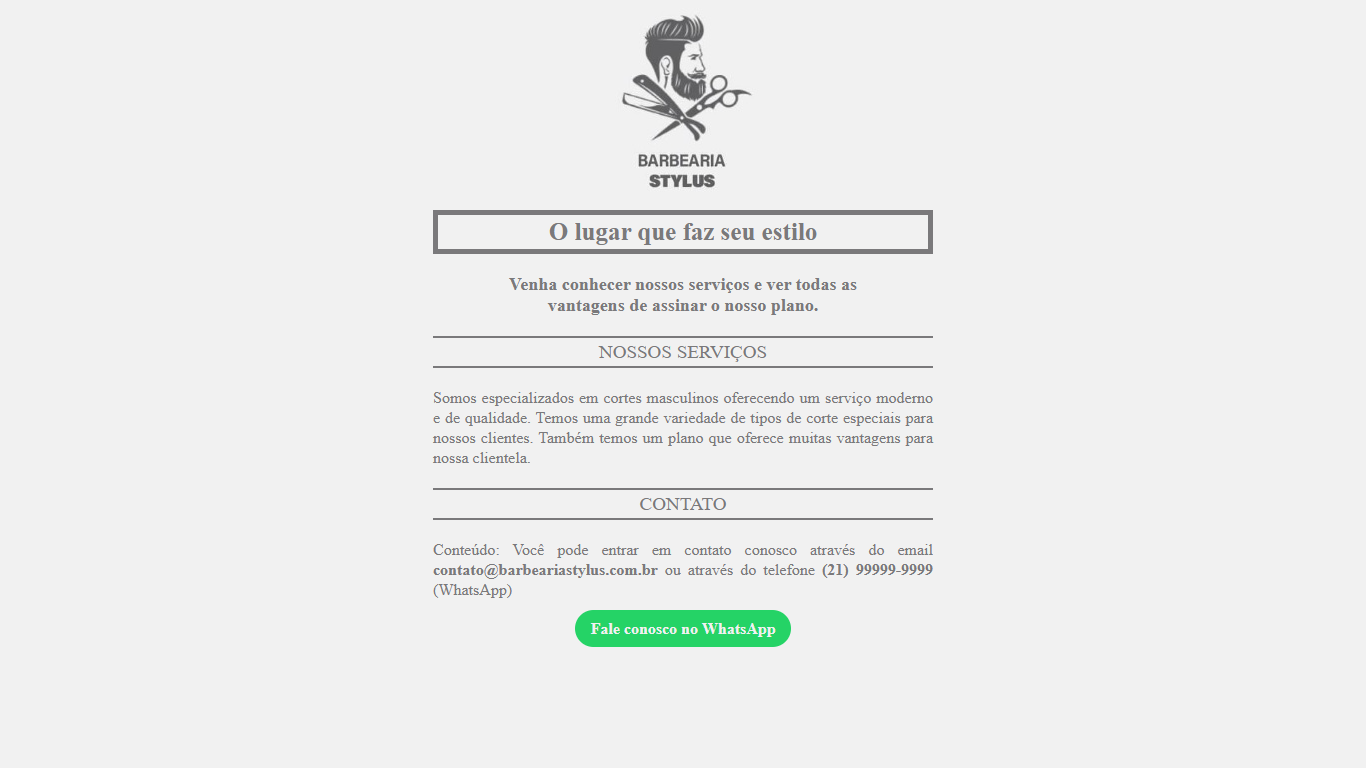 BARBEARIA
STYLUS
O lugar que faz seu estilo
Venha conhecer nossos serviços e ver todas as
vantagens de assinar o nosso plano.
NOSSOS SERVIÇOS
Somos especializados em cortes masculinos oferecendo um serviço moderno
e de qualidade. Temos uma grande variedade de tipos de corte especiais para
nossos clientes. Também temos um plano que oferece muitas vantagens para
nossa clientela.
CONTATO
Conteúdo: Você pode entrar em contato conosco através do email
contato@barbeariastylus.com.br ou através do telefone (21) 99999-9999
(WhatsApp)
Fale conosco no WhatsApp